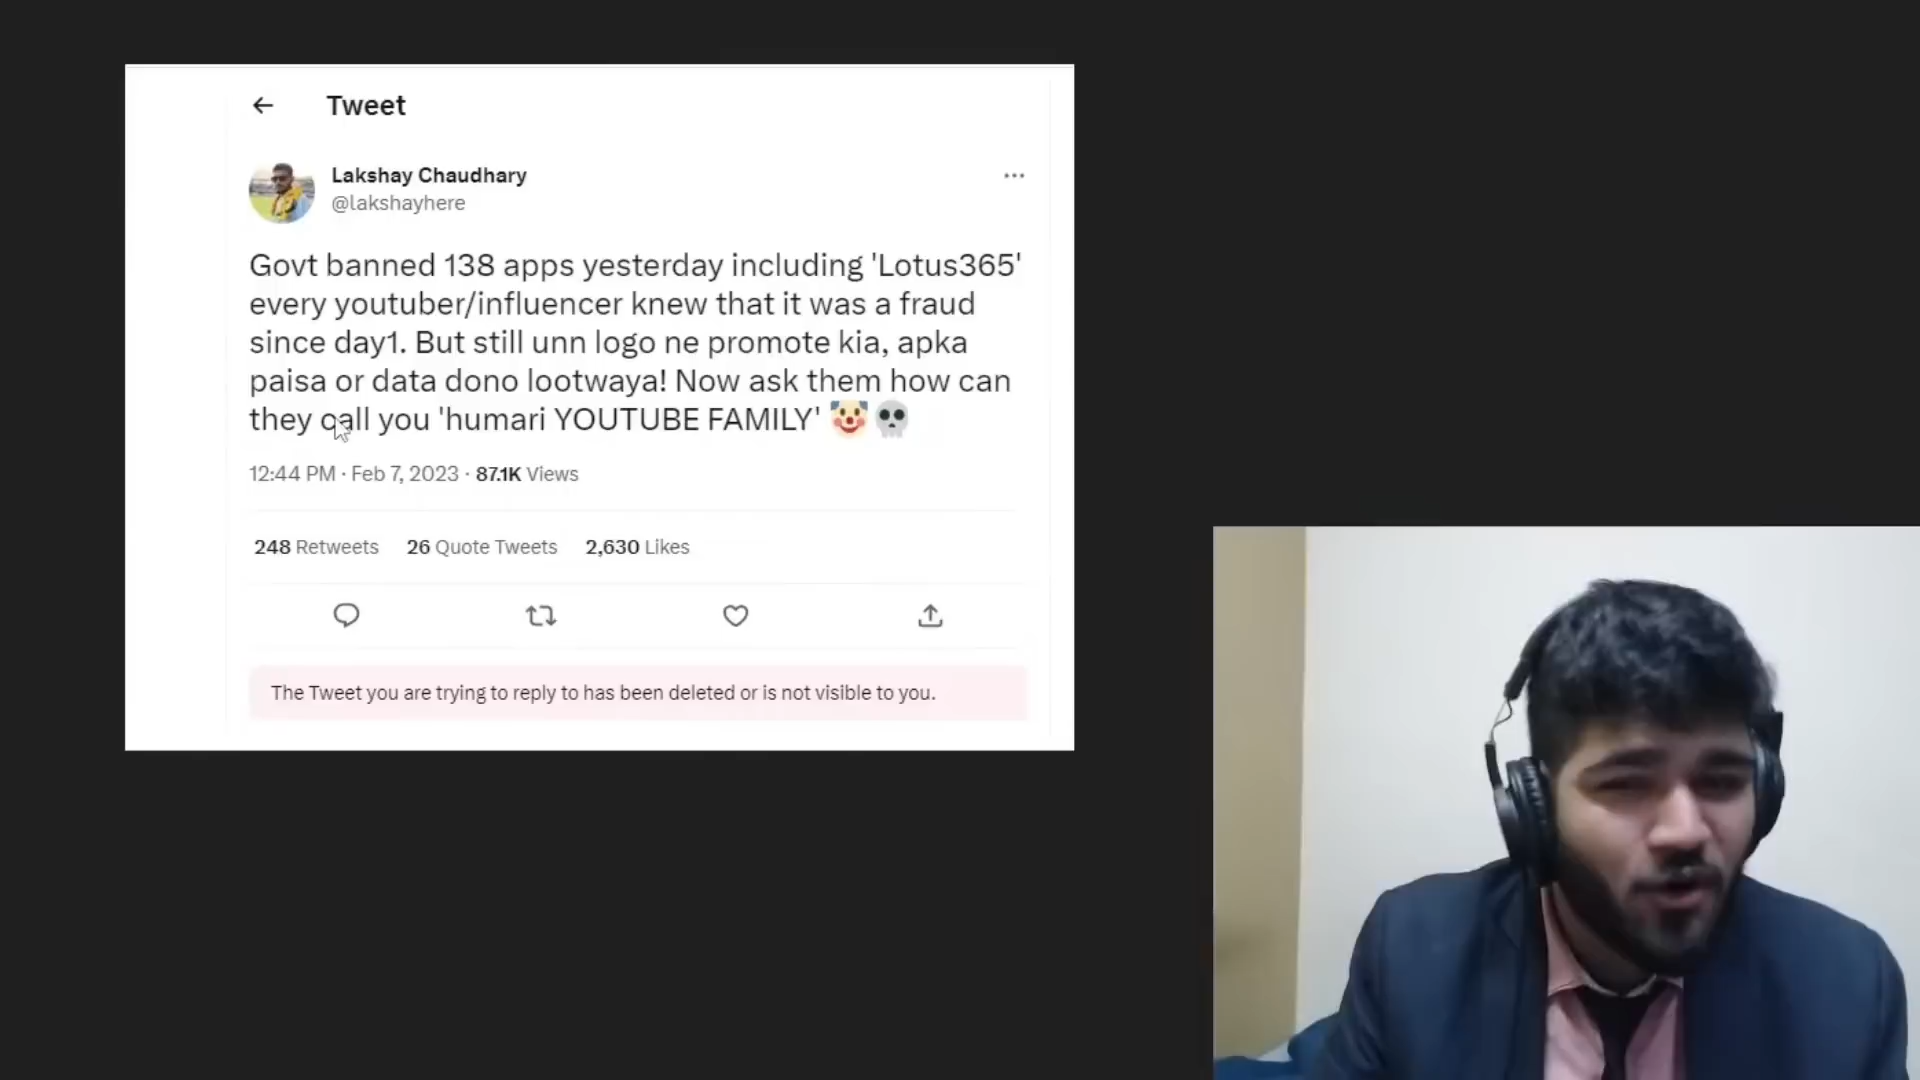 Tweet
Lakshay Chaudhary
@lakshayhere
Govt banned 138 apps yesterday including 'Lotus365'
every youtuber/influencer knew that it was a fraud
since day1. But still unn logo ne promote kia, apka
paisa or data dono lootwaya! Now ask them how can
they call you 'humari YOUTUBE FAMILY' 🤡💀
12:44 PM · Feb 7, 2023 · 87.1K Views
248 Retweets 26 Quote Tweets 2,630 Likes
The Tweet you are trying to reply to has been deleted or is not visible to you.